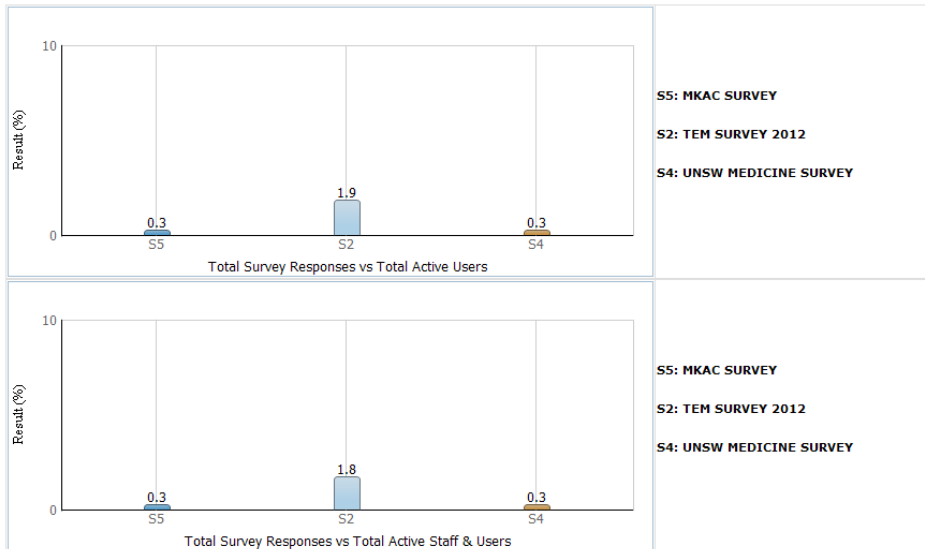 10
Result (%)
0.3
1.9
0.3
0
S5
S2
S4
Total Survey Responses vs Total Active Users
S5: MKAC SURVEY
S2: TEM SURVEY 2012
S4: UNSW MEDICINE SURVEY
10
Result (%)
0.3
1.8
0.3
0
S5
S2
S4
Total Survey Responses vs Total Active Staff & Users
S5: MKAC SURVEY
S2: TEM SURVEY 2012
S4: UNSW MEDICINE SURVEY